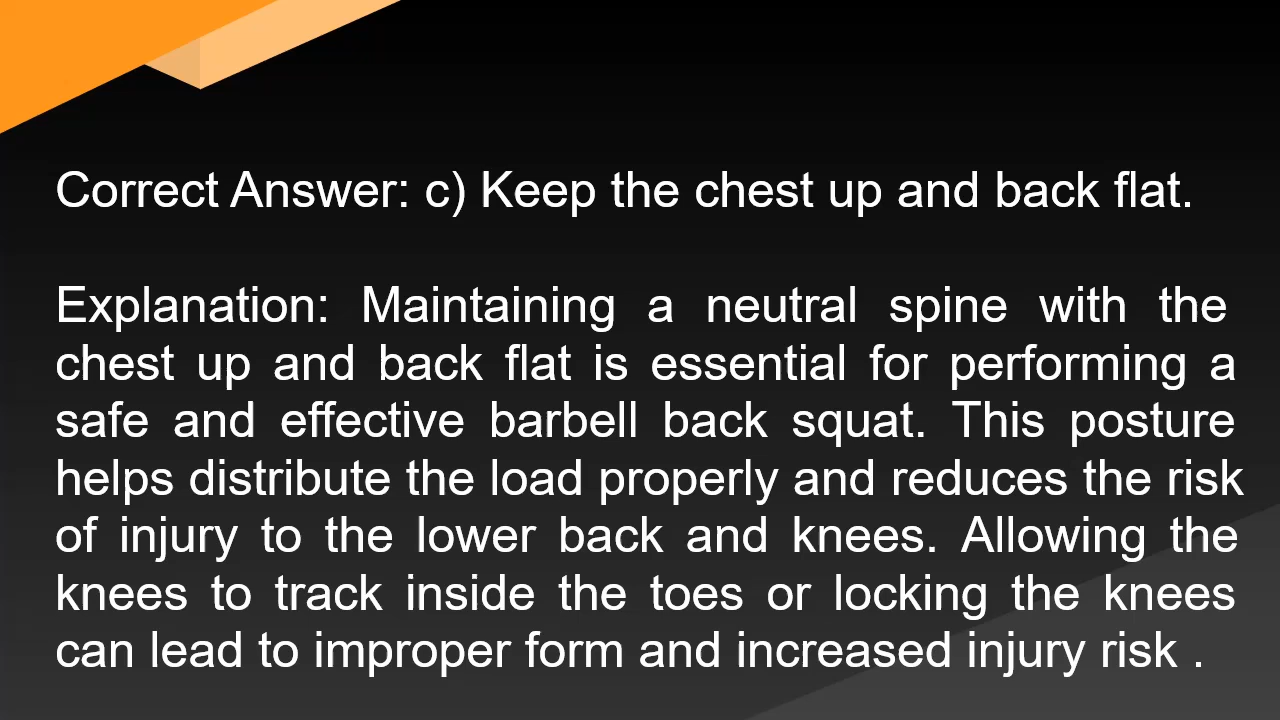 Correct Answer: c) Keep the chest up and back flat.
Explanation: Maintaining a neutral spine with the
chest up and back flat is essential for performing a
safe and effective barbell back squat. This posture
helps distribute the load properly and reduces the risk
of injury to the lower back and knees. Allowing the
knees to track inside the toes or locking the knees
can lead to improper form and increased injury risk .